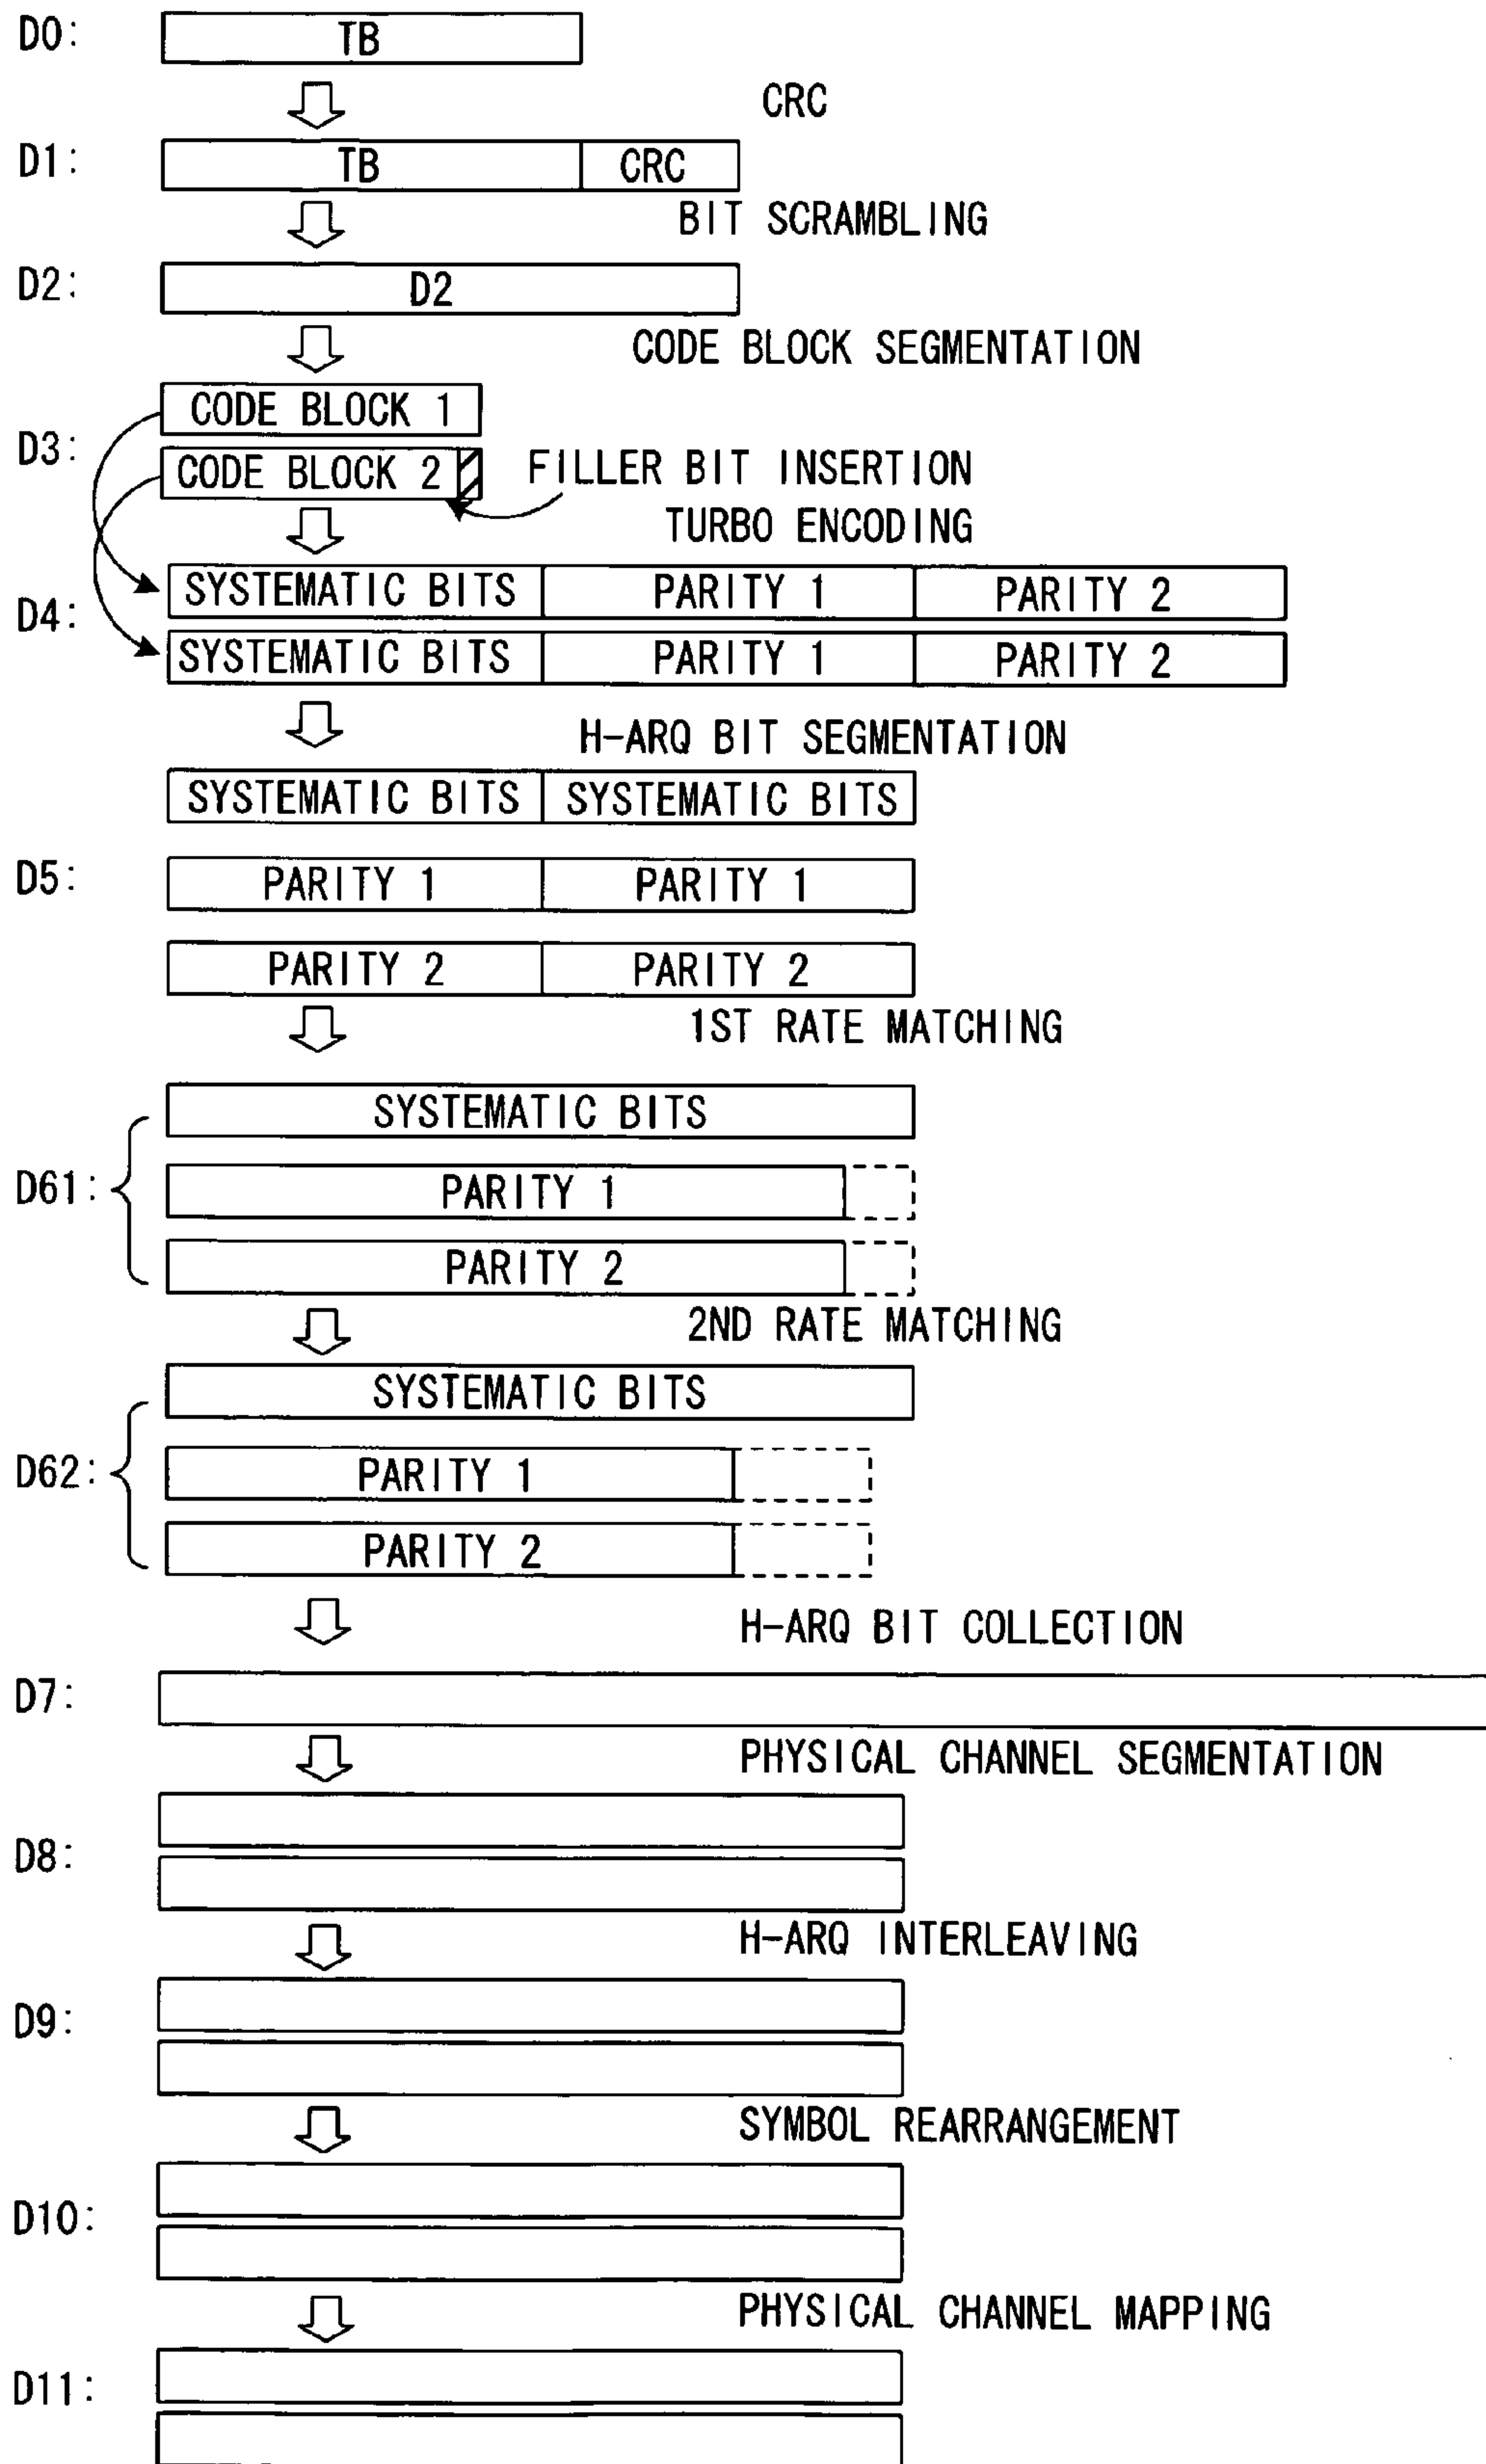 D0: TB
CRC
D1: TB CRC
BIT SCRAMBLING
D2: D2
CODE BLOCK SEGMENTATION
D3: CODE BLOCK 1
CODE BLOCK 2 FILLER BIT INSERTION
TURBO ENCODING
D4: SYSTEMATIC BITS PARITY 1 PARITY 2
SYSTEMATIC BITS PARITY 1 PARITY 2
H-ARQ BIT SEGMENTATION
SYSTEMATIC BITS SYSTEMATIC BITS
D5: PARITY 1 PARITY 1
PARITY 2 PARITY 2
1ST RATE MATCHING
SYSTEMATIC BITS
D61: PARITY 1
PARITY 2
2ND RATE MATCHING
SYSTEMATIC BITS
D62: PARITY 1
PARITY 2
H-ARQ BIT COLLECTION
D7:
PHYSICAL CHANNEL SEGMENTATION
D8:
H-ARQ INTERLEAVING
D9:
SYMBOL REARRANGEMENT
D10:
PHYSICAL CHANNEL MAPPING
D11: